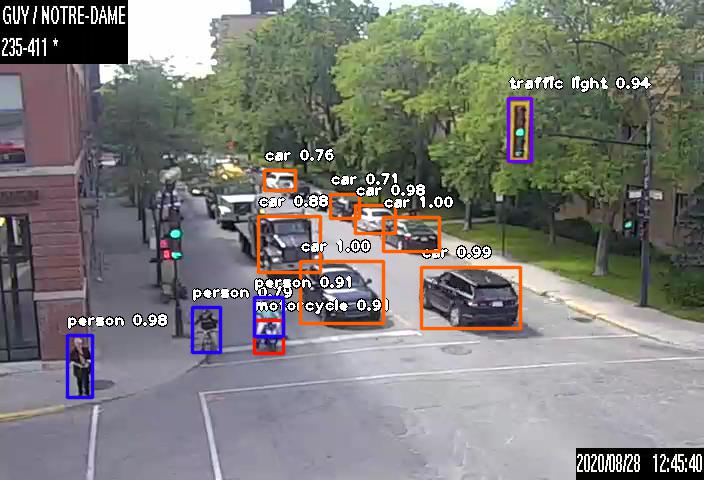 GUY / NOTRE-DAME
235-411 *
traffic light 0.94
car 0.76
car 0.71
car 0.98
car 0.88
car 1.00
car 1.00
car 0.99
person 0.91
person 0.79
motorcycle 0.91
person 0.98
2020/08/28 12:45:40